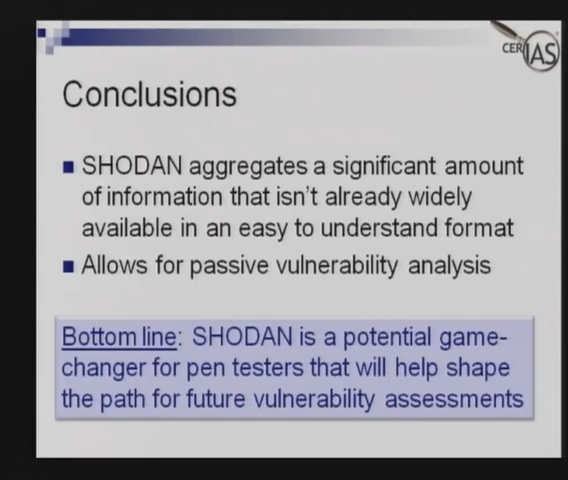 CERIAS
Conclusions
SHODAN aggregates a significant amount
of information that isn't already widely
available in an easy to understand format
Allows for passive vulnerability analysis
Bottom line: SHODAN is a potential game-
changer for pen testers that will help shape
the path for future vulnerability assessments